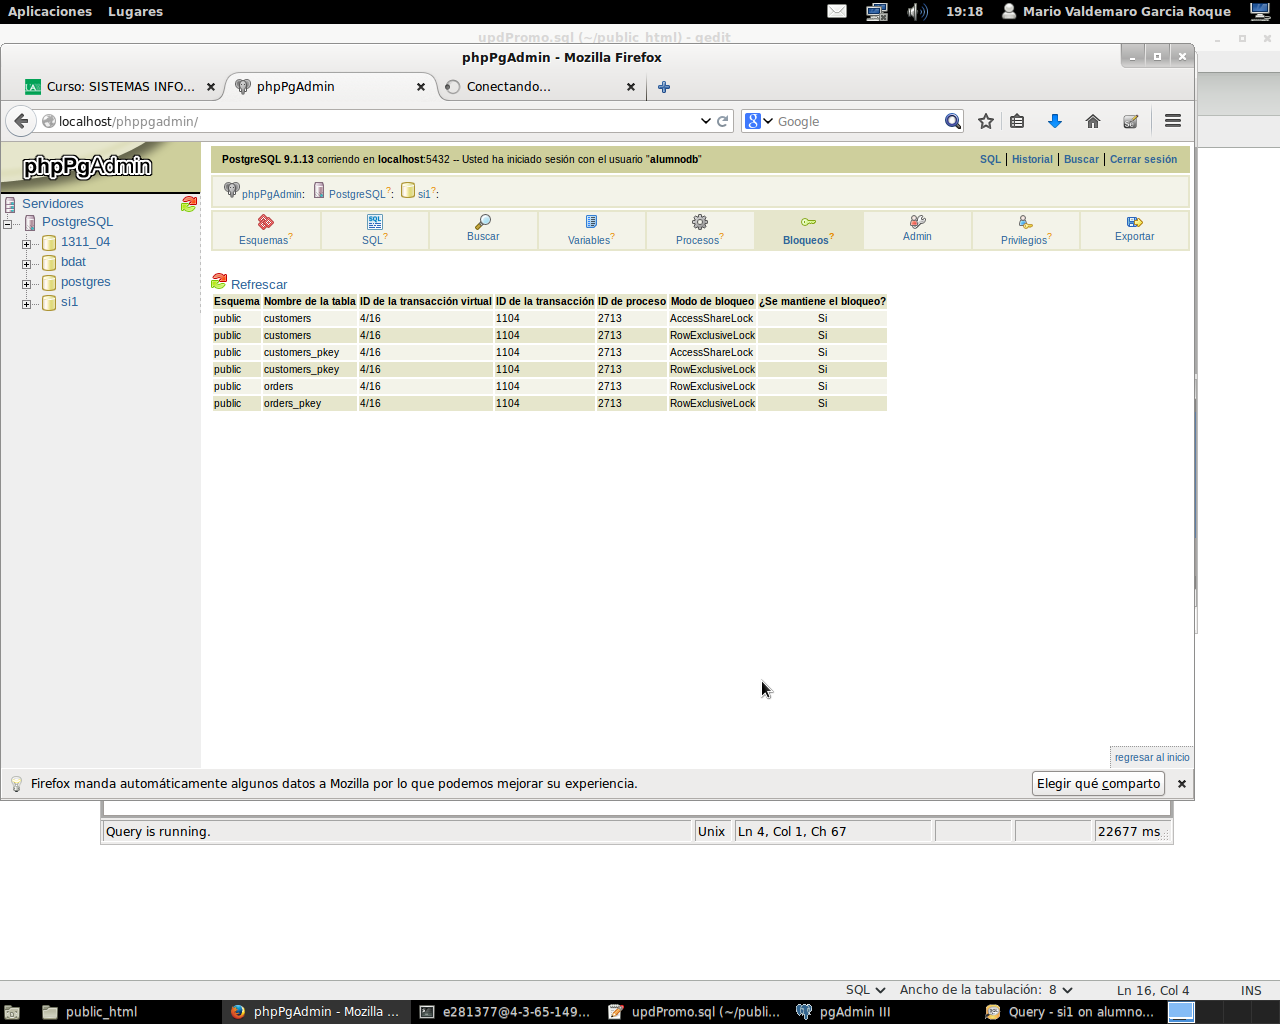 Aplicaciones Lugares 19:18 Mario Valdemaro Garcia Roque
updPromo.sql (~/public_html) - gedit
phpPgAdmin - Mozilla Firefox
Curso: SISTEMAS INFO... phpPgAdmin Conectando...
localhost/phppgadmin/ Google
phpPgAdmin
PostgreSQL 9.1.13 corriendo en localhost:5432 -- Usted ha iniciado sesión con el usuario "alumnodb" SQL | Historial | Buscar | Cerrar sesión
phpPgAdmin: PostgreSQL?: si1?:
Servidores
PostgreSQL
1311_04
bdat
postgres
si1
Esquemas? SQL? Buscar Variables? Procesos? Bloqueos? Admin Privilegios? Exportar
Refrescar
Esquema Nombre de la tabla ID de la transacción virtual ID de la transacción ID de proceso Modo de bloqueo ¿Se mantiene el bloqueo?
public customers 4/16 1104 2713 AccessShareLock Si
public customers 4/16 1104 2713 RowExclusiveLock Si
public customers_pkey 4/16 1104 2713 AccessShareLock Si
public customers_pkey 4/16 1104 2713 RowExclusiveLock Si
public orders 4/16 1104 2713 RowExclusiveLock Si
public orders_pkey 4/16 1104 2713 RowExclusiveLock Si
regresar al inicio
Firefox manda automáticamente algunos datos a Mozilla por lo que podemos mejorar su experiencia. Elegir qué comparto
Query is running. Unix Ln 4, Col 1, Ch 67 22677 ms
SQL Ancho de la tabulación: 8 Ln 16, Col 4 INS
public_html phpPgAdmin - Mozilla ... e281377@4-3-65-149... updPromo.sql (~/publi... pgAdmin III Query - si1 on alumno...